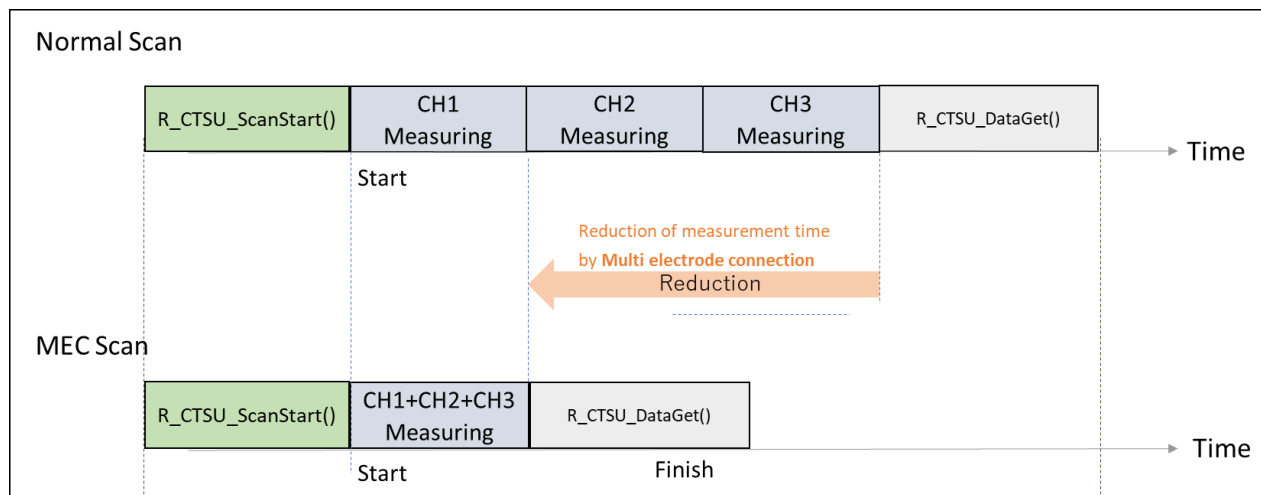 Normal Scan
R_CTSU_ScanStart()
CH1
Measuring
CH2
Measuring
CH3
Measuring
R_CTSU_DataGet()
Time
Start
Reduction of measurement time
by Multi electrode connection
Reduction
MEC Scan
R_CTSU_ScanStart()
CH1+CH2+CH3
Measuring
R_CTSU_DataGet()
Time
Start
Finish